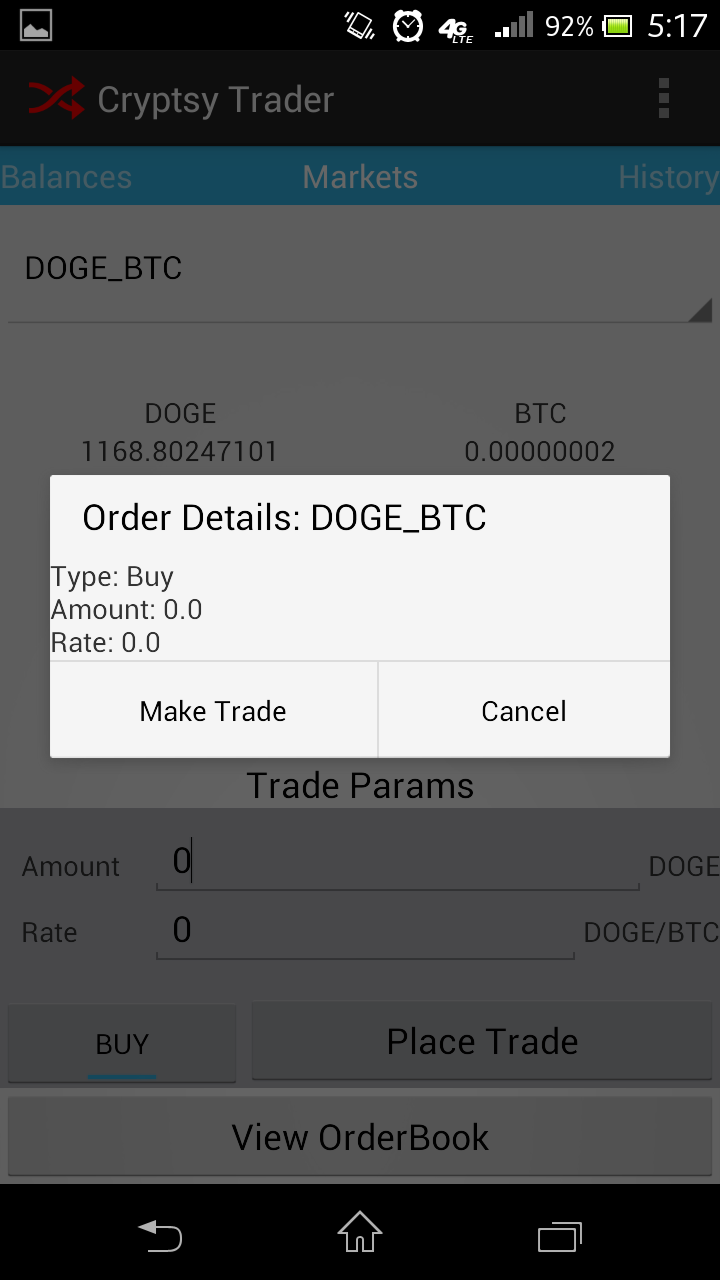 4G LTE 92% 5:17
Cryptsy Trader
Balances Markets History
DOGE_BTC
DOGE BTC
1168.80247101 0.00000002
Order Details: DOGE_BTC
Type: Buy
Amount: 0.0
Rate: 0.0
Make Trade Cancel
Trade Params
Amount 0 DOGE
Rate 0 DOGE/BTC
BUY Place Trade
View OrderBook